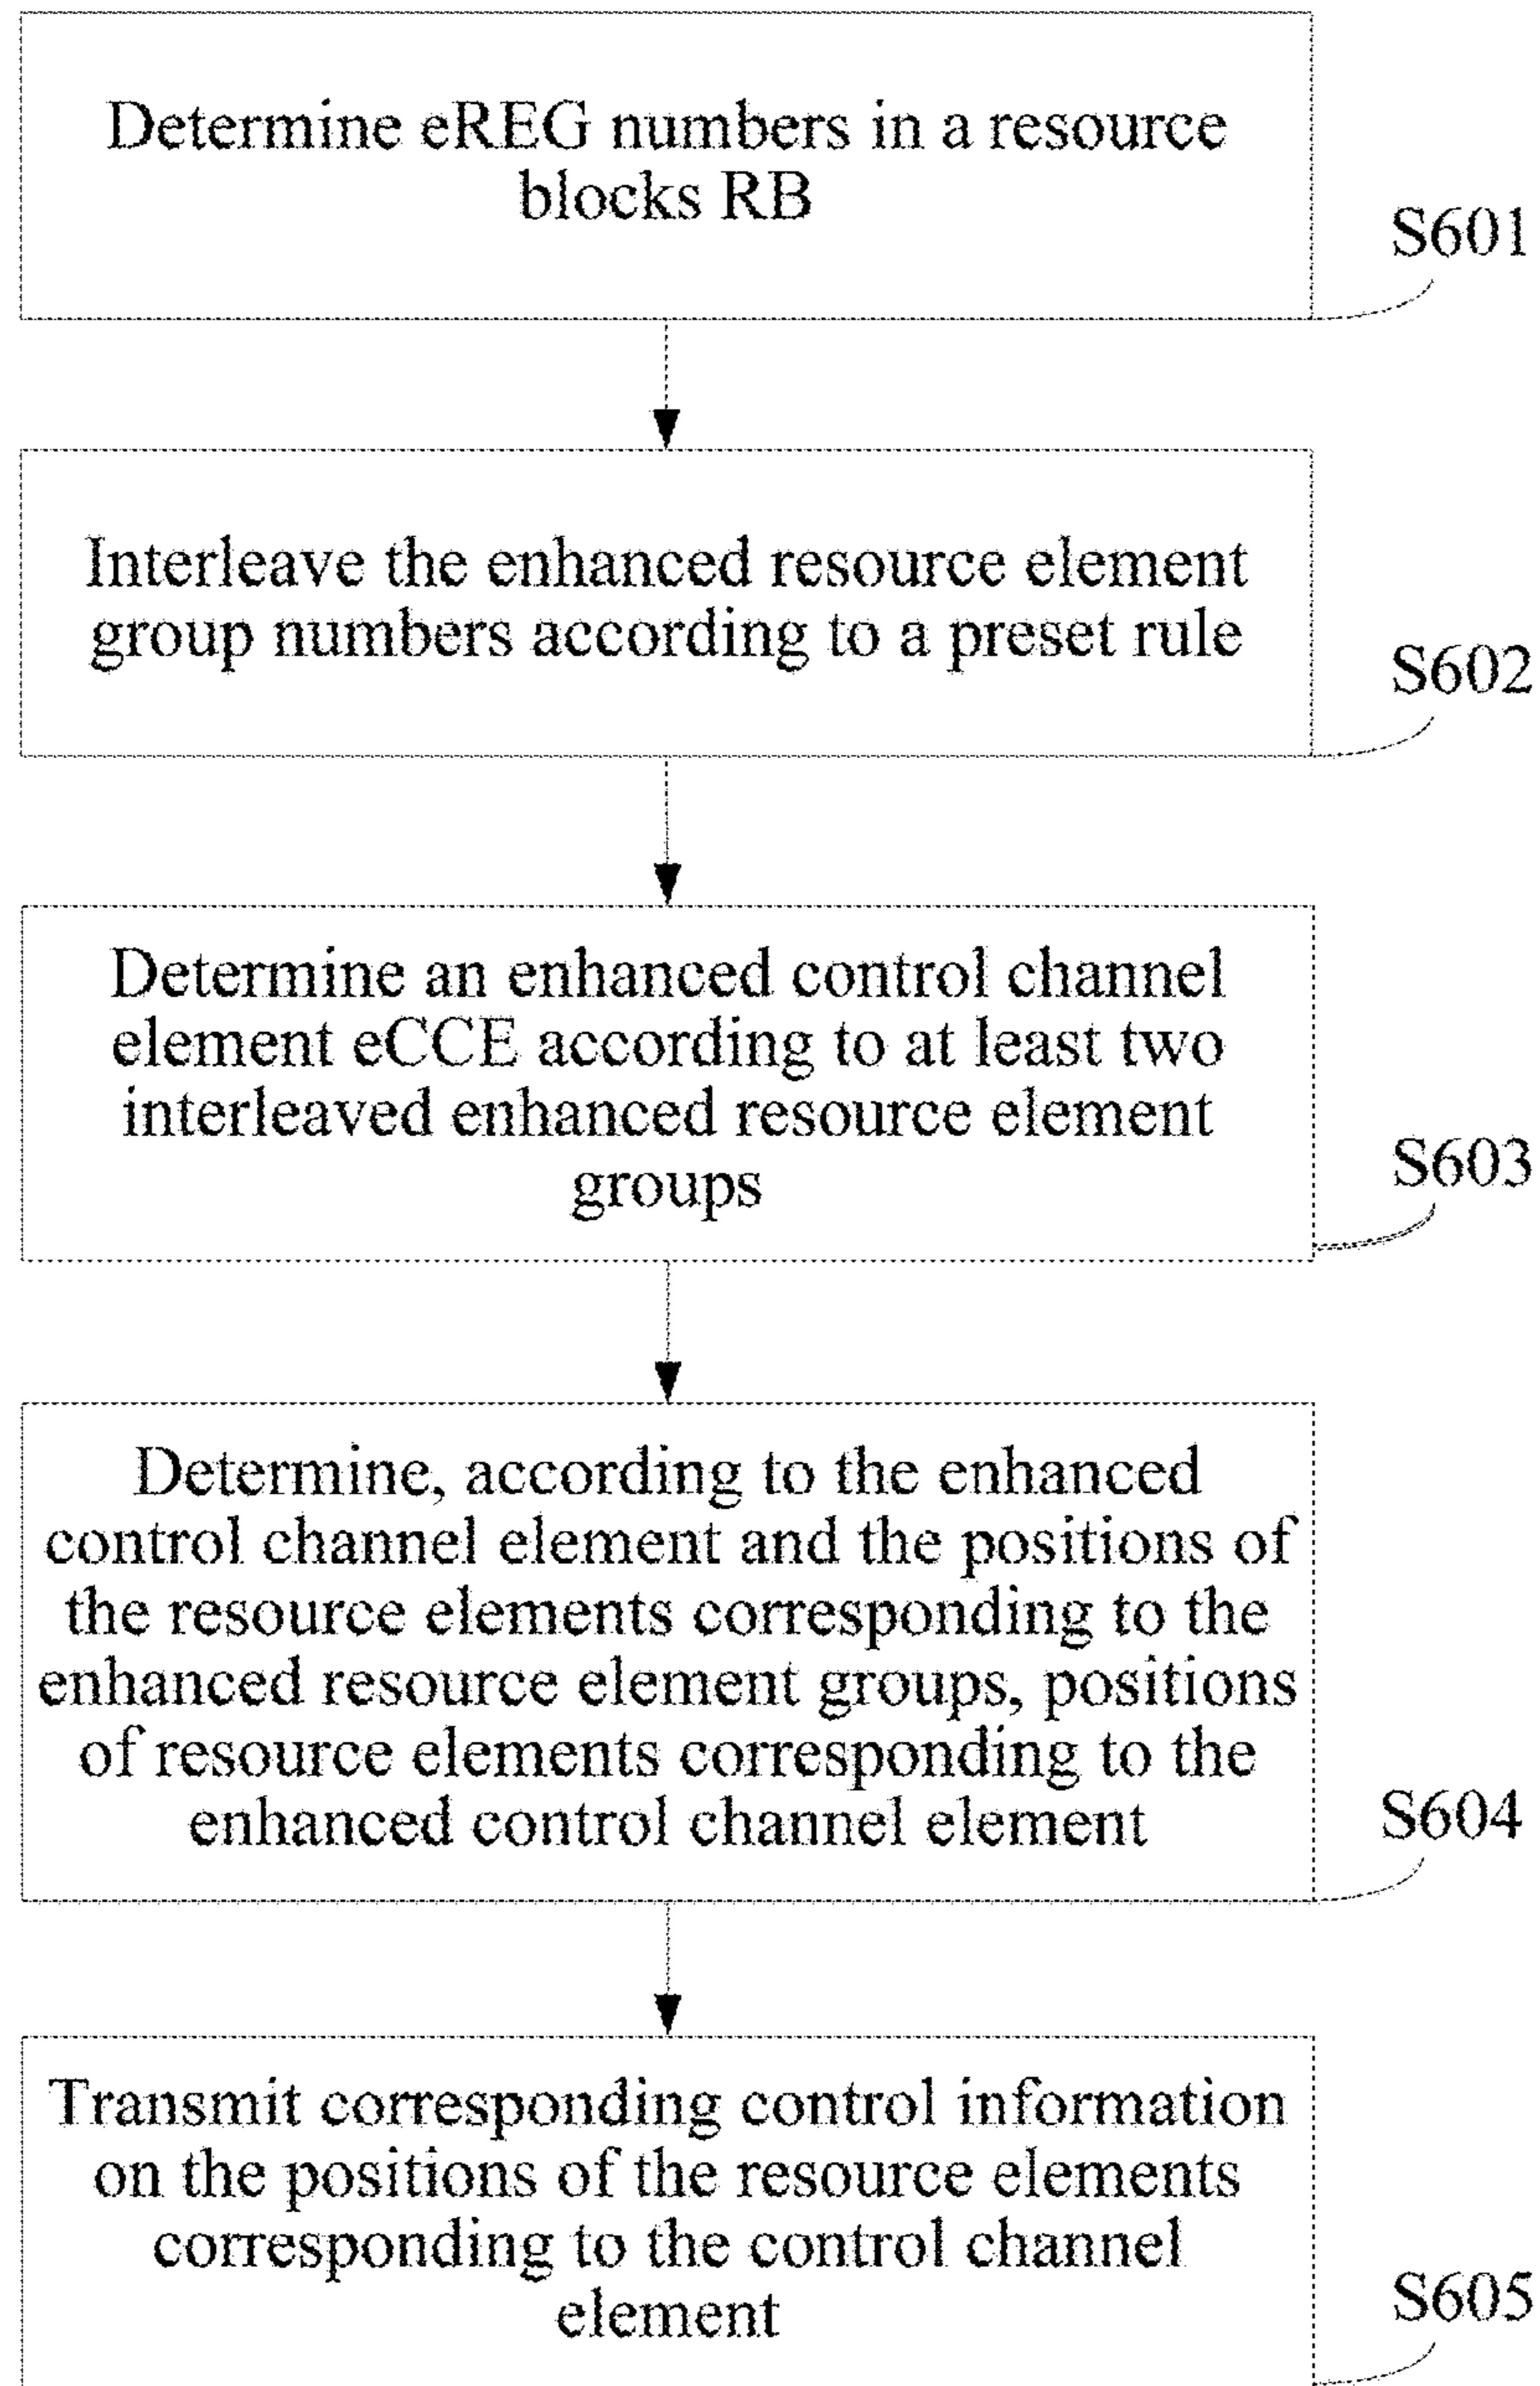 Determine eREG numbers in a resource
blocks RB
S601
Interleave the enhanced resource element
group numbers according to a preset rule
S602
Determine an enhanced control channel
element eCCE according to at least two
interleaved enhanced resource element
groups
S603
Determine, according to the enhanced
control channel element and the positions of
the resource elements corresponding to the
enhanced resource element groups, positions
of resource elements corresponding to the
enhanced control channel element
S604
Transmit corresponding control information
on the positions of the resource elements
corresponding to the control channel
element
S605